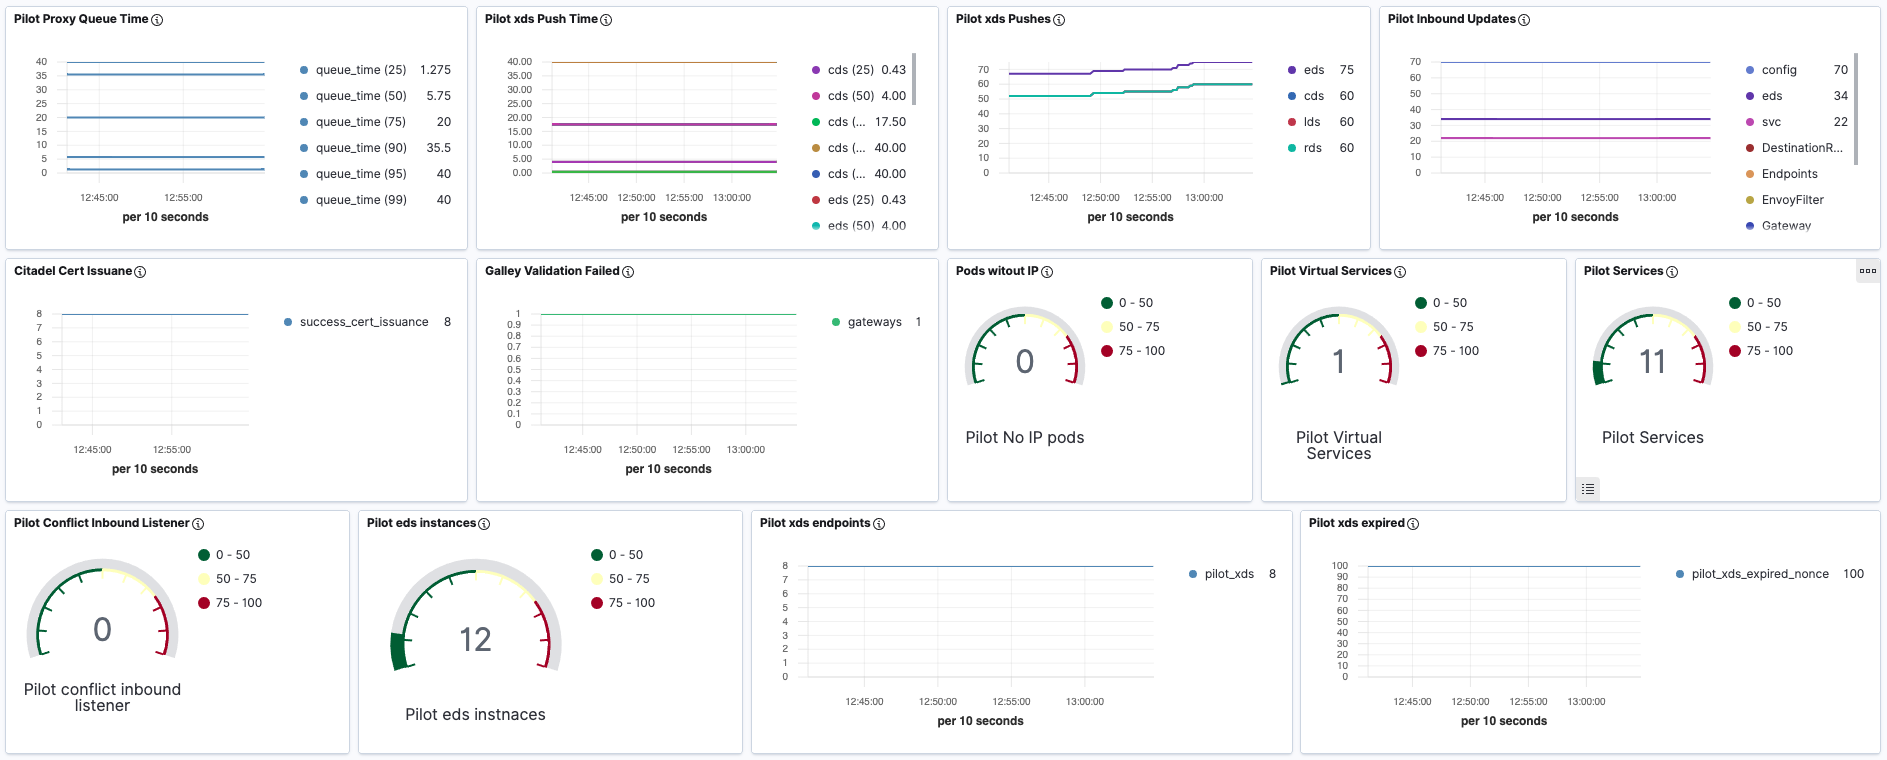 Pilot Proxy Queue Time
40
35
30
25
20
15
10
5
0
12:45:00 12:55:00
per 10 seconds
queue_time (25) 1.275
queue_time (50) 5.75
queue_time (75) 20
queue_time (90) 35.5
queue_time (95) 40
queue_time (99) 40
Pilot xds Push Time
40.00
35.00
30.00
25.00
20.00
15.00
10.00
5.00
0.00
12:45:00 12:50:00 12:55:00 13:00:00
per 10 seconds
cds (25) 0.43
cds (50) 4.00
cds (... 17.50
cds (... 40.00
cds (... 40.00
eds (25) 0.43
eds (50) 4.00
Pilot xds Pushes
70
60
50
40
30
20
10
0
12:45:00 12:50:00 12:55:00 13:00:00
per 10 seconds
eds 75
cds 60
lds 60
rds 60
Pilot Inbound Updates
70
60
50
40
30
20
10
0
12:45:00 12:50:00 12:55:00 13:00:00
per 10 seconds
config 70
eds 34
svc 22
DestinationR...
Endpoints
EnvoyFilter
Gateway
Citadel Cert Issuane
8
7
6
5
4
3
2
1
0
12:45:00 12:55:00
per 10 seconds
success_cert_issuance 8
Galley Validation Failed
1
0.9
0.8
0.7
0.6
0.5
0.4
0.3
0.2
0.1
0
12:45:00 12:50:00 12:55:00 13:00:00
per 10 seconds
gateways 1
Pods witout IP
0 - 50
50 - 75
75 - 100
0
Pilot No IP pods
Pilot Virtual Services
0 - 50
50 - 75
75 - 100
1
Pilot Virtual
Services
Pilot Services
0 - 50
50 - 75
75 - 100
11
Pilot Services
Pilot Conflict Inbound Listener
0 - 50
50 - 75
75 - 100
0
Pilot conflict inbound
listener
Pilot eds instances
0 - 50
50 - 75
75 - 100
12
Pilot eds instnaces
Pilot xds endpoints
8
7
6
5
4
3
2
1
0
12:45:00 12:50:00 12:55:00 13:00:00
per 10 seconds
pilot_xds 8
Pilot xds expired
100
90
80
70
60
50
40
30
20
10
0
12:45:00 12:50:00 12:55:00 13:00:00
per 10 seconds
pilot_xds_expired_nonce 100